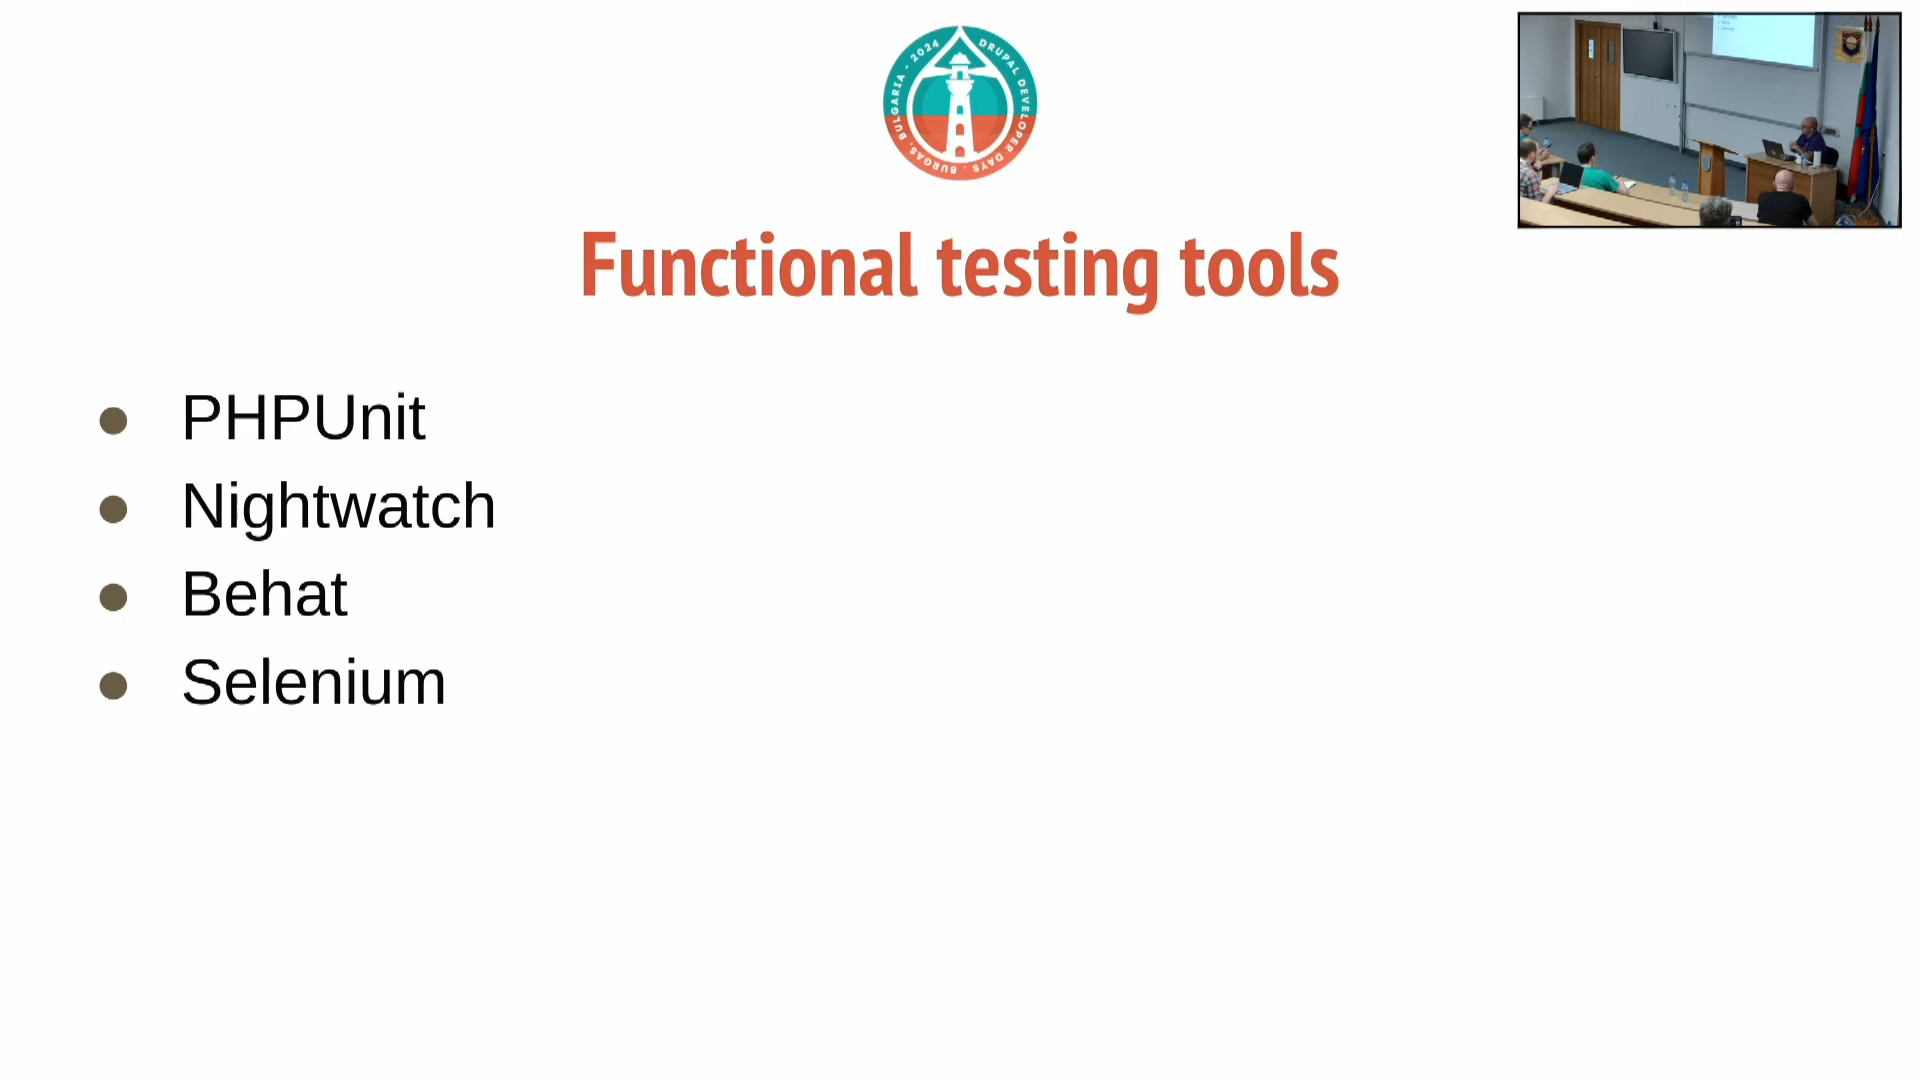 BURGAS, BULGARIA - 2024 DRUPAL DEVELOPER DAYS
Functional testing tools
PHPUnit
Nightwatch
Behat
Selenium